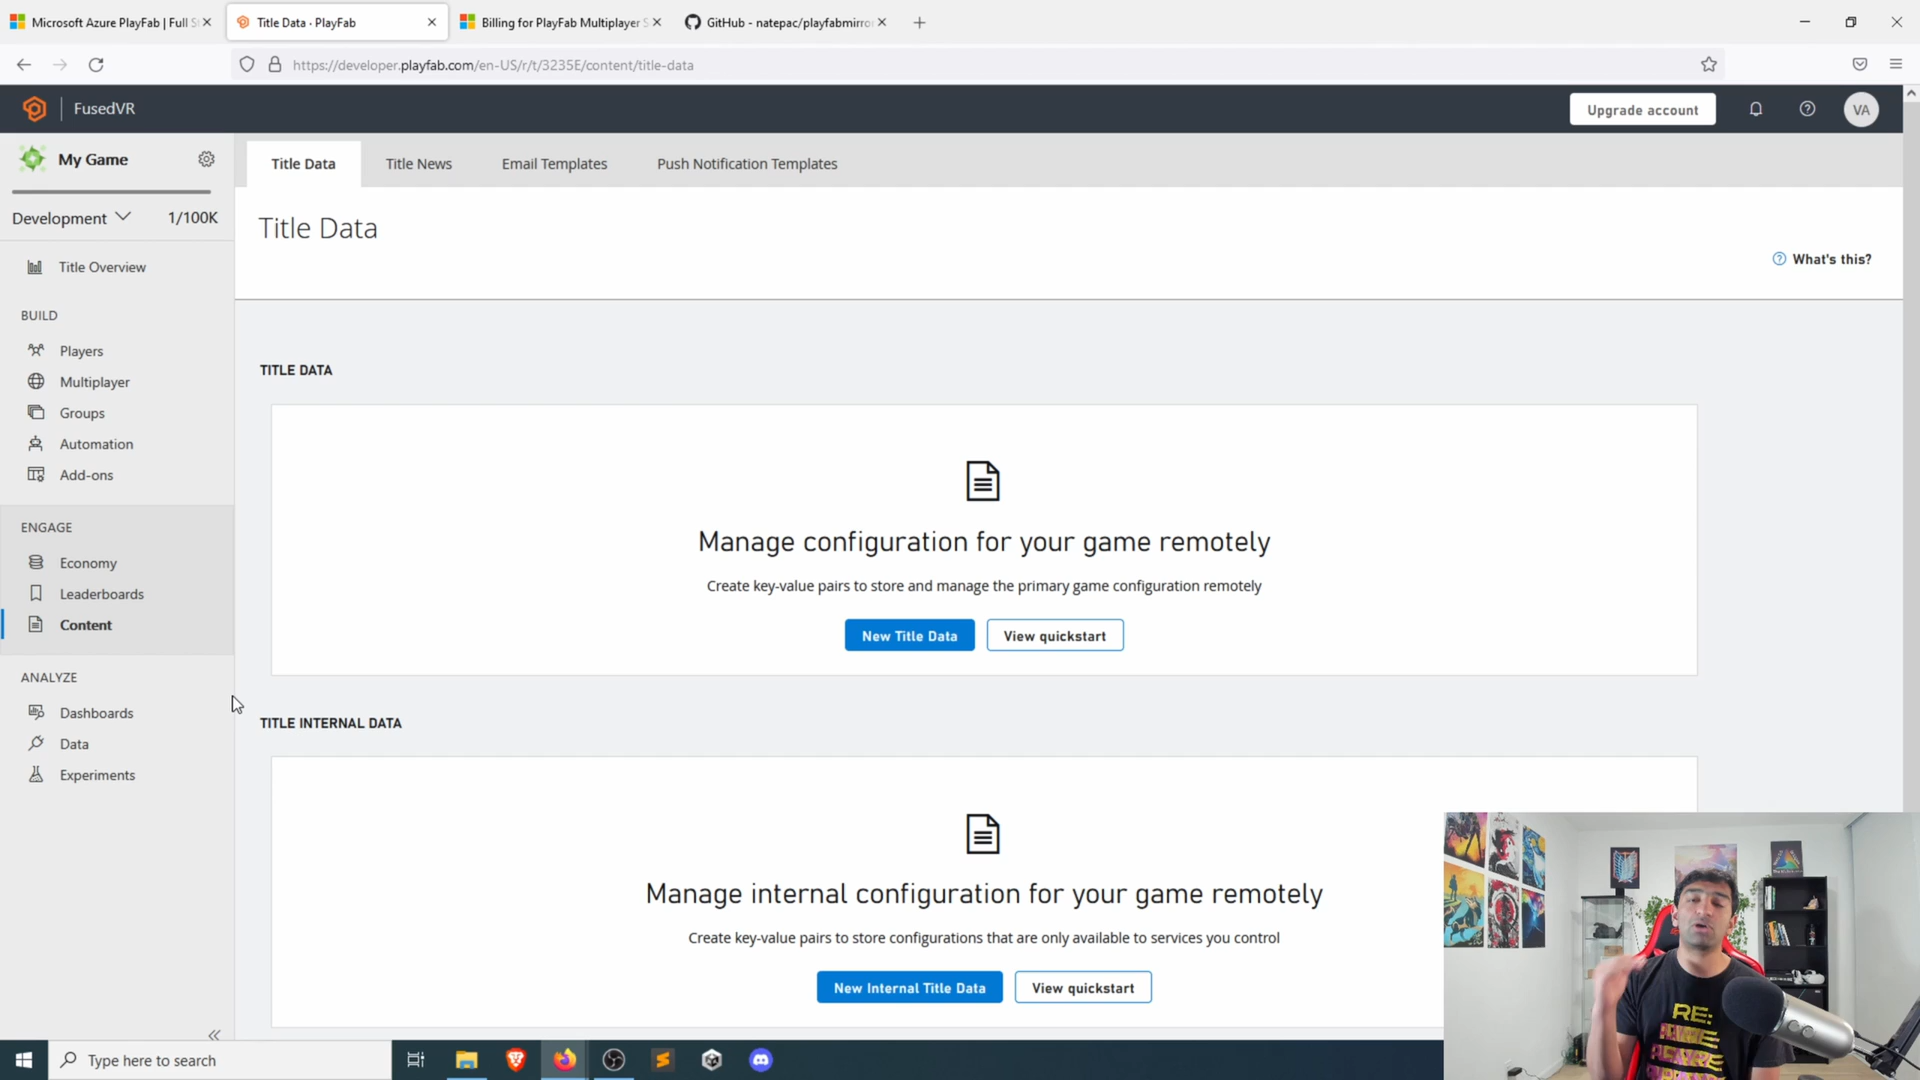 Microsoft Azure PlayFab | Full S
Title Data · PlayFab
Billing for PlayFab Multiplayer S
GitHub - natepac/playfabmirro
https://developer.playfab.com/en-US/r/t/3235E/content/title-data
FusedVR
Upgrade account
VA
My Game
Development
1/100K
Title Overview
BUILD
Players
Multiplayer
Groups
Automation
Add-ons
ENGAGE
Economy
Leaderboards
Content
ANALYZE
Dashboards
Data
Experiments
Title Data
Title News
Email Templates
Push Notification Templates
Title Data
What's this?
TITLE DATA
Manage configuration for your game remotely
Create key-value pairs to store and manage the primary game configuration remotely
New Title Data
View quickstart
TITLE INTERNAL DATA
Manage internal configuration for your game remotely
Create key-value pairs to store configurations that are only available to services you control
New Internal Title Data
View quickstart
RE:
Type here to search